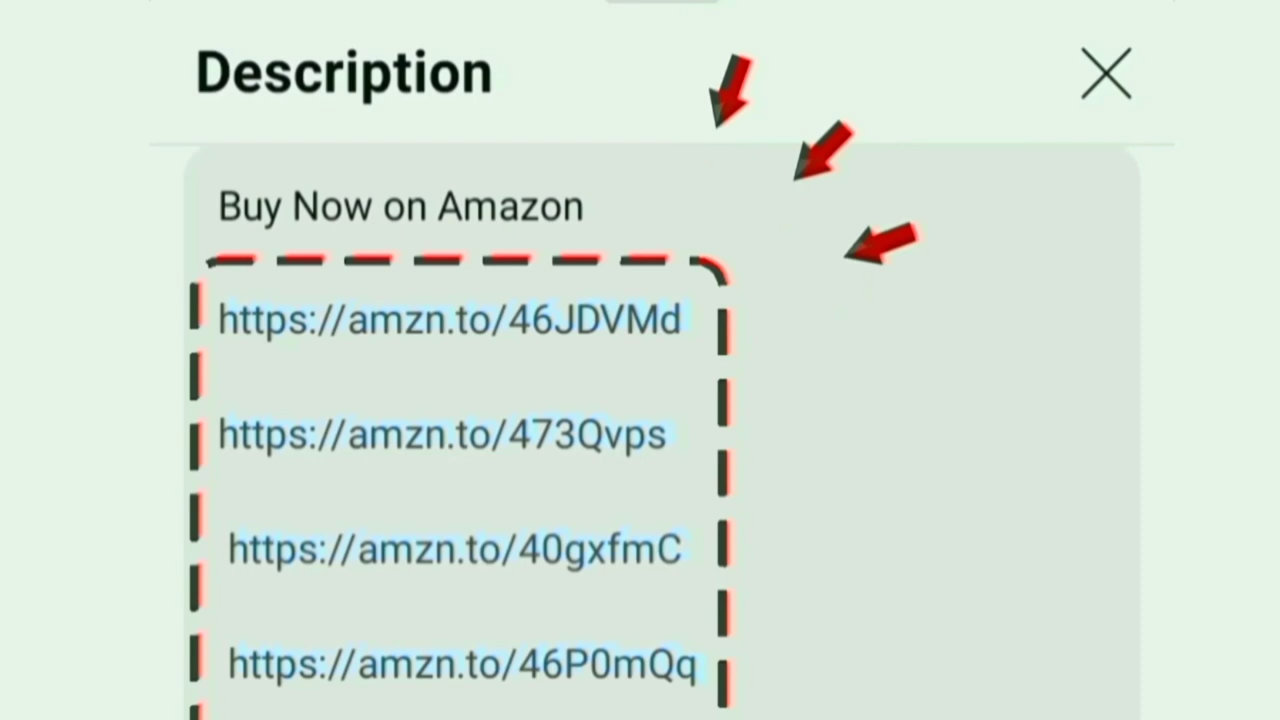 Description
Buy Now on Amazon
https://amzn.to/46JDVMd
https://amzn.to/473Qvps
https://amzn.to/40gxfmC
https://amzn.to/46P0mQq